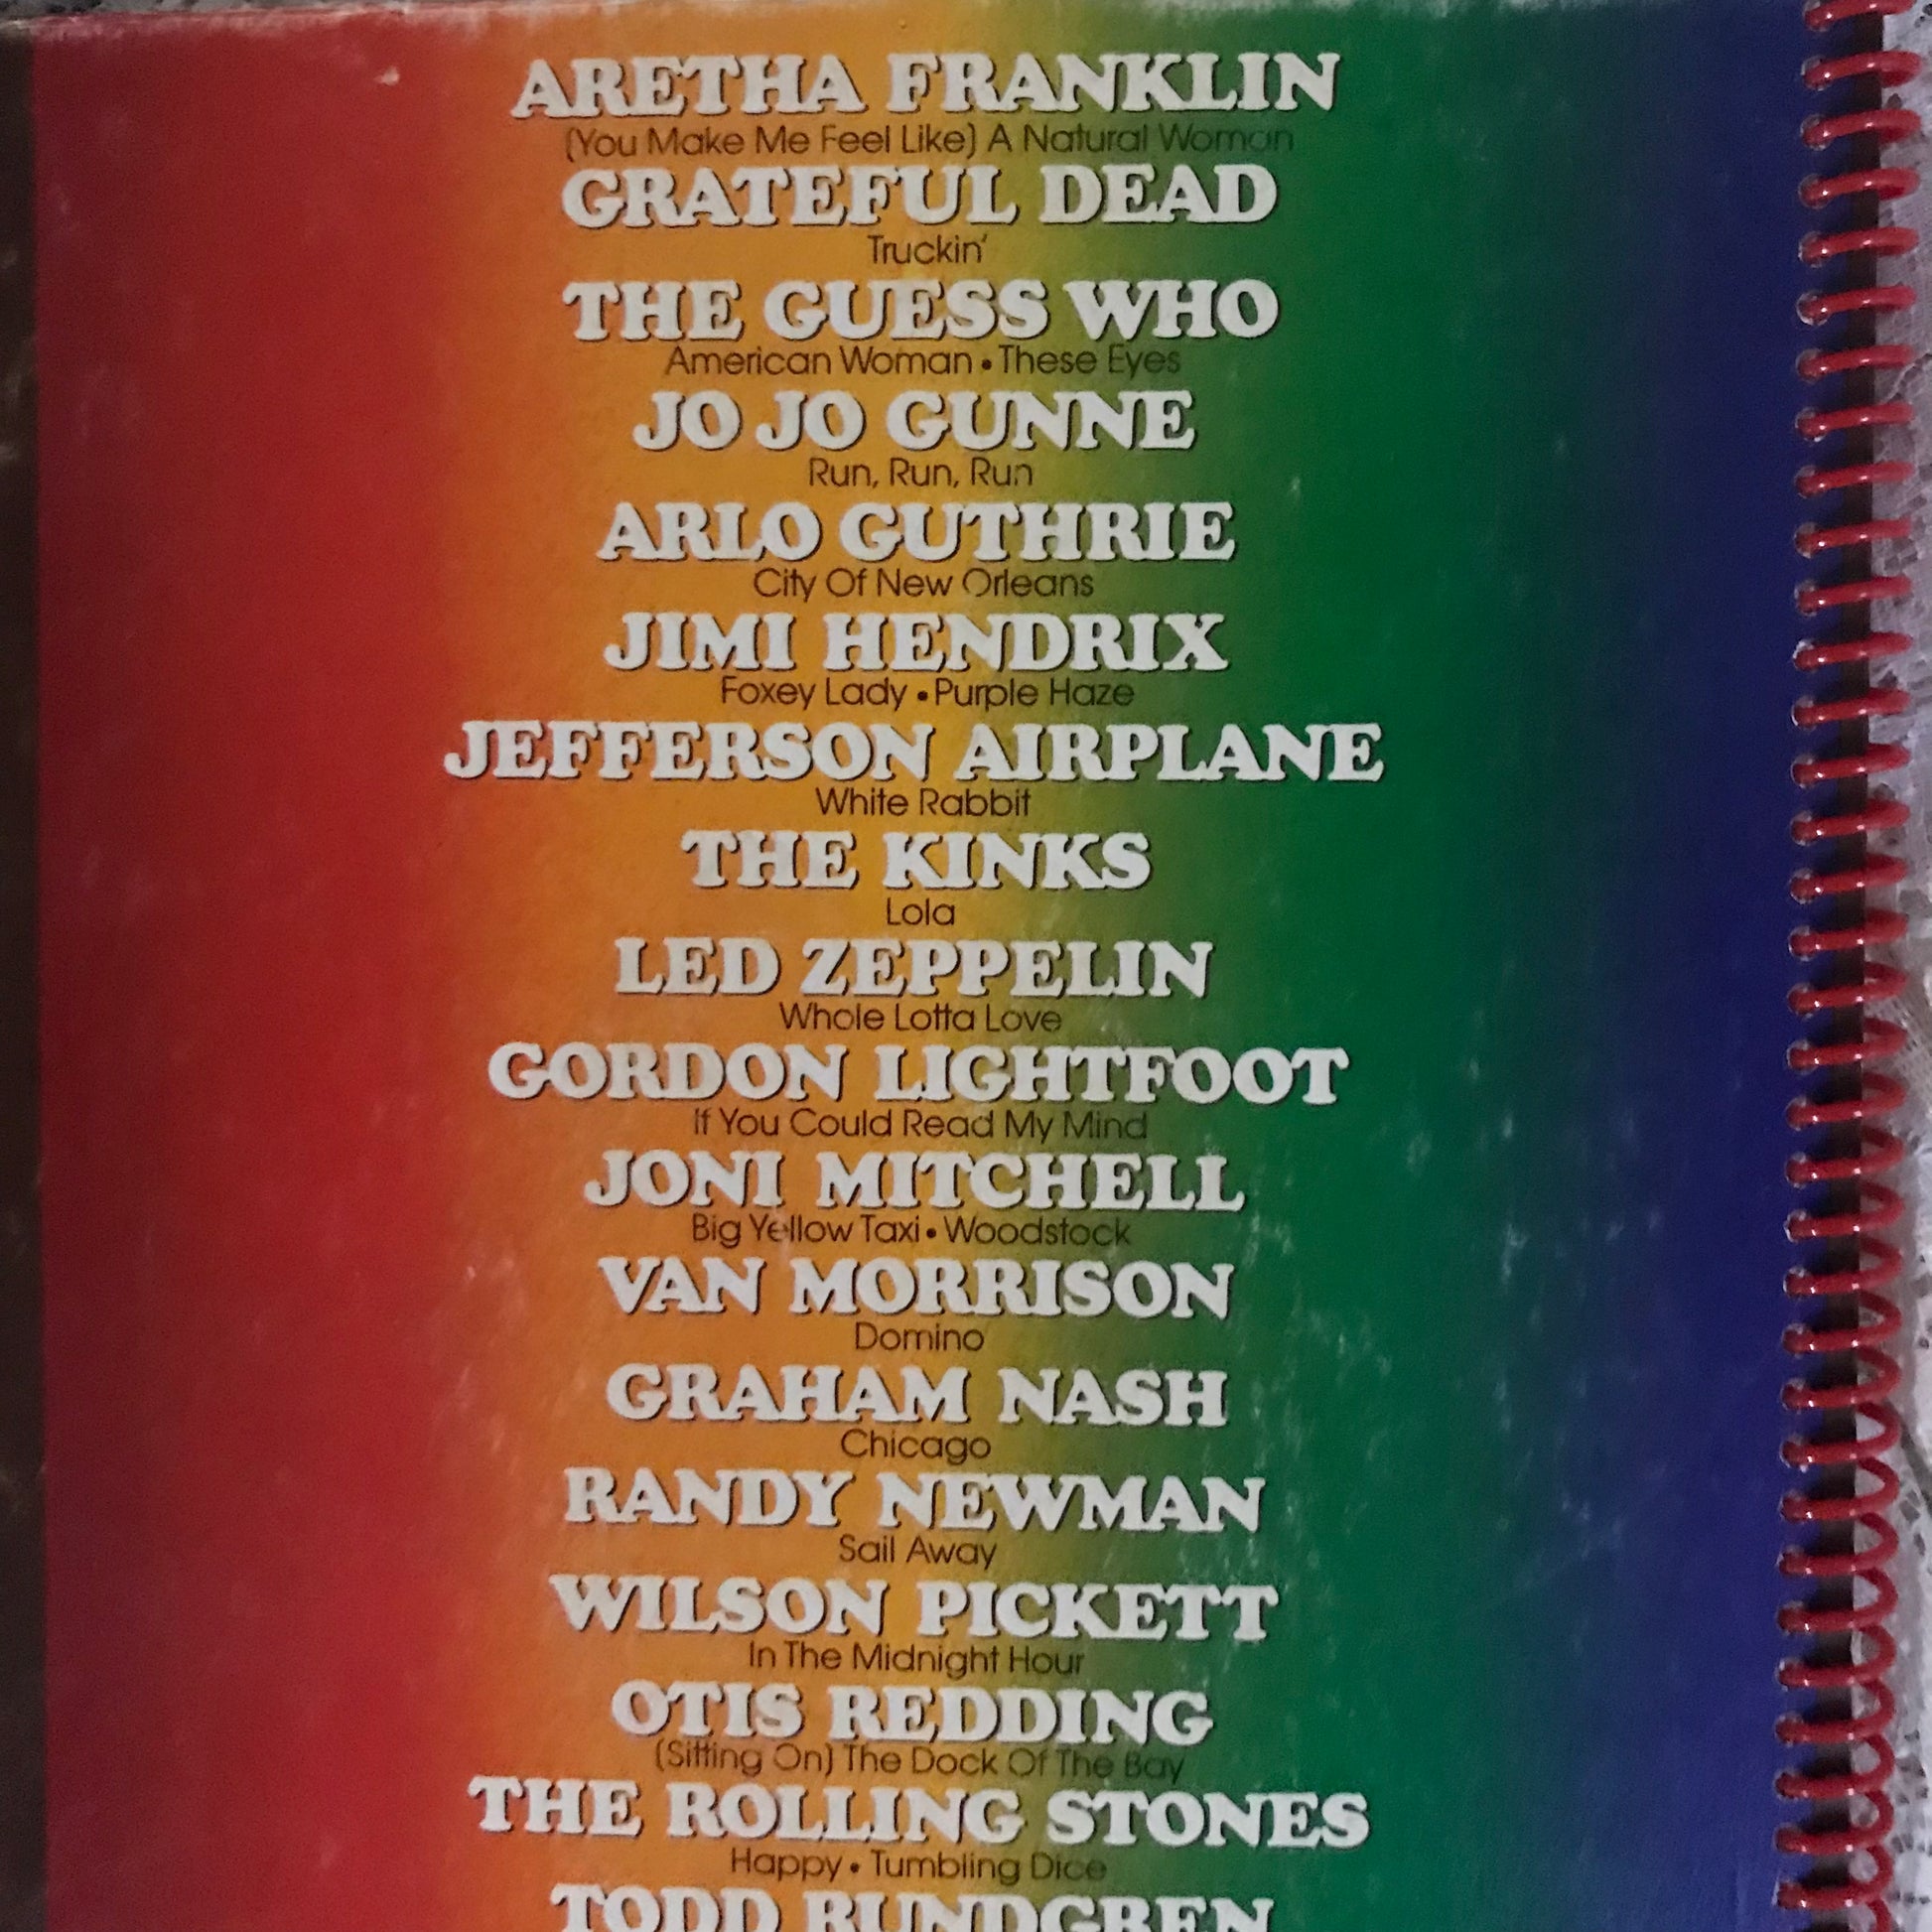 ARETHA FRANKLIN
(You Make Me Feel Like) A Natural Woman
GRATEFUL DEAD
Truckin'
THE GUESS WHO
American Woman • These Eyes
JO JO GUNNE
Run, Run, Run
ARLO GUTHRIE
City Of New Orleans
JIMI HENDRIX
Foxey Lady • Purple Haze
JEFFERSON AIRPLANE
White Rabbit
THE KINKS
Lola
LED ZEPPELIN
Whole Lotta Love
GORDON LIGHTFOOT
If You Could Read My Mind
JONI MITCHELL
Big Yellow Taxi • Woodstock
VAN MORRISON
Domino
GRAHAM NASH
Chicago
RANDY NEWMAN
Sail Away
WILSON PICKETT
In The Midnight Hour
OTIS REDDING
(Sitting On) The Dock Of The Bay
THE ROLLING STONES
Happy • Tumbling Dice
TODD RUNDGREN